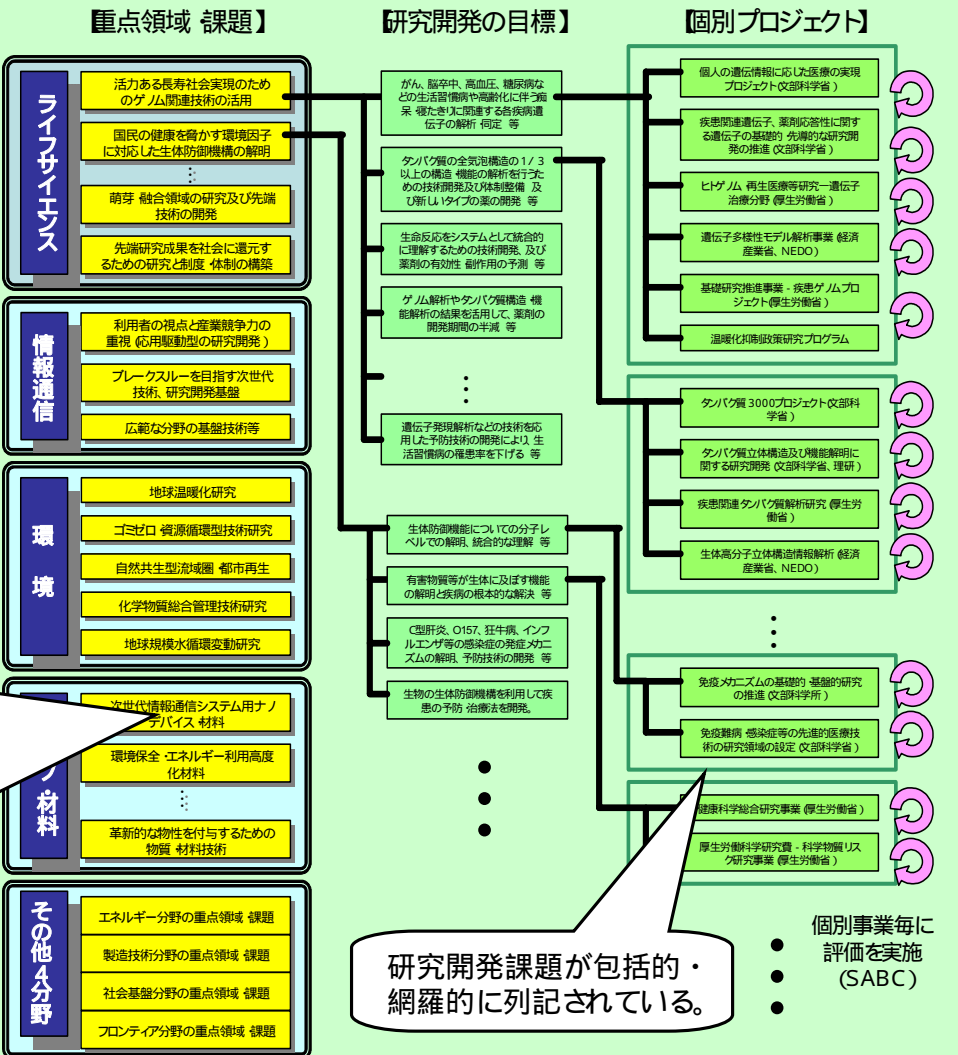 【重点領域・課題】
【研究開発の目標】
【個別プロジェクト】
ライフサイエンス
活力ある長寿社会実現のため
のゲノム関連技術の活用
国民の健康を脅かす環境因子
に対応した生体防御機構の解明
萌芽・融合領域の研究及び先端
技術の開発
先端研究成果を社会に還元す
るための研究と制度・体制の構築
情報通信
利用者の視点と産業競争力の
重視（応用駆動型の研究開発）
ブレークスルーを目指す次世代
技術、研究開発基盤
広範な分野の基盤技術等
環 境
地球温暖化研究
ゴミゼロ・資源循環型技術研究
自然共生型流域圏・都市再生
化学物質総合管理技術研究
地球規模水循環変動研究
ノ・材料
次世代情報通信システム用ナノ
デバイス・材料
環境保全・エネルギー利用高度
化材料
革新的な物性を付与するための
物質・材料技術
その他4分野
エネルギー分野の重点領域・課題
製造技術分野の重点領域・課題
社会基盤分野の重点領域・課題
フロンティア分野の重点領域・課題
がん、脳卒中、高血圧、糖尿病な
どの生活習慣病や高齢化に伴う痴
呆・寝たきりに関連する各疾病遺
伝子の解析・同定 等
タンパク質の全気泡構造の1/3
以上の構造・機能の解析を行うた
めの技術開発及び体制整備 及
び新しいタイプの薬の開発 等
生命反応をシステムとして統合的
に理解するための技術開発、及び
薬剤の有効性・副作用の予測 等
ゲノム解析やタンパク質構造・機
能解析の結果を活用して、薬剤の
開発期間の半減 等
遺伝子発現解析などの技術を応
用した予防技術の開発により、生
活習慣病の罹患率を下げる 等
生体防御機能についての分子レ
ベルでの解明、統合的な理解 等
有害物質等が生体に及ぼす機能
の解明と疾病の根本的な解決 等
C型肝炎、O157、狂牛病、インフ
ルエンザ等の感染症の発症メカニ
ズムの解明、予防技術の開発 等
生物の生体防御機構を利用して疾
患の予防・治療法を開発。
個人の遺伝情報に応じた医療の実現
プロジェクト（文部科学省）
疾患関連遺伝子、薬剤応答性に関す
る遺伝子の基礎的・先導的な研究開
発の推進（文部科学省）
ヒトゲノム・再生医療等研究―遺伝子
治療分野（厚生労働省）
遺伝子多様性モデル解析事業（経済
産業省、NEDO）
基礎研究推進事業 - 疾患ゲノムプロ
ジェクト（厚生労働省）
温暖化抑制政策研究プログラム
タンパク質3000プロジェクト（文部科
学省）
タンパク質立体構造及び機能解明に
関する研究開発（文部科学省、理研）
疾患関連タンパク質解析研究（厚生労
働省）
生体高分子立体構造情報解析（経済
産業省、NEDO）
免疫メカニズムの基礎的・基盤的研究
の推進（文部科学所）
免疫難病・感染症等の先進的医療技
術の研究領域の設定（文部科学省）
健康科学総合研究事業（厚生労働省）
厚生労働科学研究費 - 科学物質リス
ク研究事業（厚生労働省）
研究開発課題が包括的・
網羅的に列記されている。
個別事業毎に
評価を実施
(SABC)